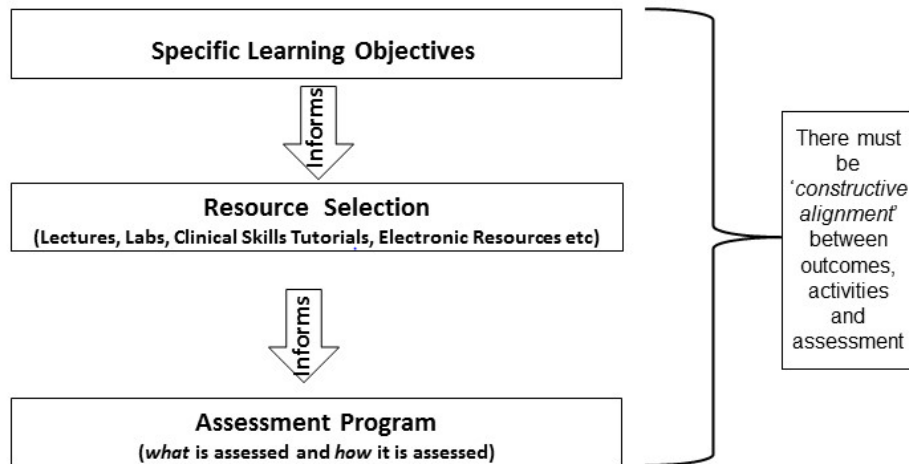 Specific Learning Objectives
Informs
Resource Selection
(Lectures, Labs, Clinical Skills Tutorials, Electronic Resources etc)
Informs
Assessment Program
(what is assessed and how it is assessed)
There must
be
‘constructive
alignment’
between
outcomes,
activities
and
assessment